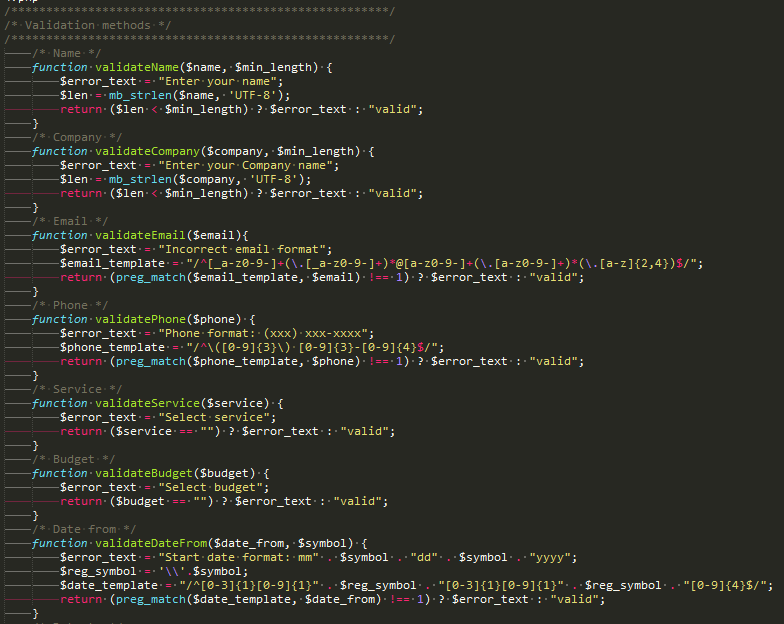 /******************************************************/
/* Validation methods */
/******************************************************/
/* Name */
function validateName($name, $min_length) {
$error_text = "Enter your name";
$len = mb_strlen($name, 'UTF-8');
return ($len < $min_length) ? $error_text : "valid";
}
/* Company */
function validateCompany($company, $min_length) {
$error_text = "Enter your Company name";
$len = mb_strlen($company, 'UTF-8');
return ($len < $min_length) ? $error_text : "valid";
}
/* Email */
function validateEmail($email){
$error_text = "Incorrect email format";
$email_template = "/^[_a-z0-9-]+(\.[_a-z0-9-]+)*@[a-z0-9-]+(\.[a-z0-9-]+)*(\.[a-z]{2,4})$/";
return (preg_match($email_template, $email) !== 1) ? $error_text : "valid";
}
/* Phone */
function validatePhone($phone) {
$error_text = "Phone format: (xxx) xxx-xxxx";
$phone_template = "/^\([0-9]{3}\) [0-9]{3}-[0-9]{4}$/";
return (preg_match($phone_template, $phone) !== 1) ? $error_text : "valid";
}
/* Service */
function validateService($service) {
$error_text = "Select service";
return ($service == "") ? $error_text : "valid";
}
/* Budget */
function validateBudget($budget) {
$error_text = "Select budget";
return ($budget == "") ? $error_text : "valid";
}
/* Date from */
function validateDateFrom($date_from, $symbol) {
$error_text = "Start date format: mm" . $symbol . "dd" . $symbol . "yyyy";
$reg_symbol = '\\'.$symbol;
$date_template = "/^[0-3]{1}[0-9]{1}" . $reg_symbol . "[0-3]{1}[0-9]{1}" . $reg_symbol . "[0-9]{4}$/";
return (preg_match($date_template, $date_from) !== 1) ? $error_text : "valid";
}